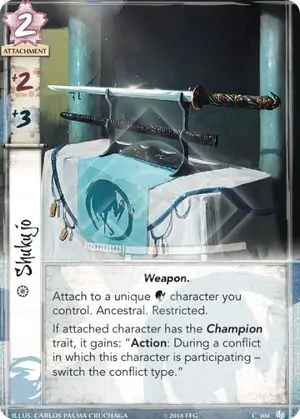 2
ATTACHMENT
+2
+3
Shukujo
Weapon.
Attach to a unique character you
control. Ancestral. Restricted.
If attached character has the Champion
trait, it gains: "Action: During a conflict
in which this character is participating –
switch the conflict type."
ILLUS: CARLOS PALMA CRUCHAGA
©2018 FFG